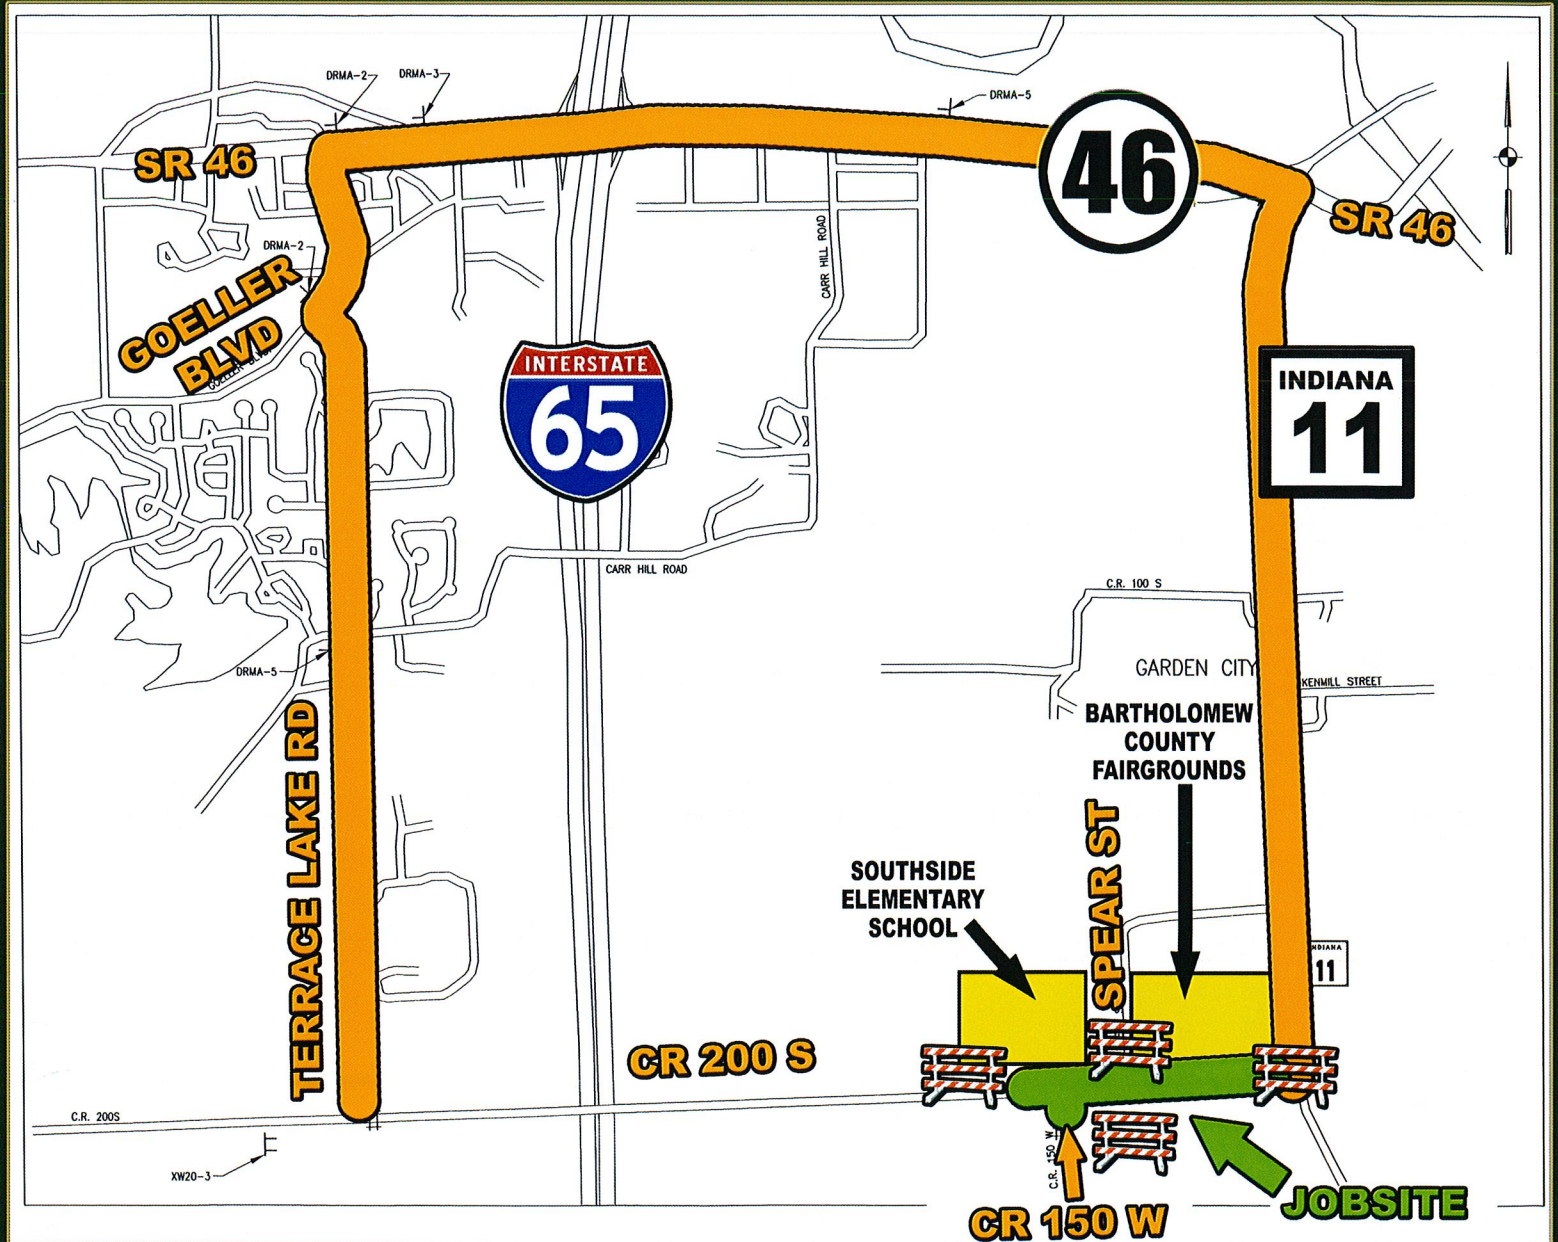 DRMA-2
DRMA-3
DRMA-5
SR 46
46
SR 46
DRMA-2
GOELLER
BLVD
CARR HILL ROAD
INTERSTATE
65
INDIANA
11
CARR HILL ROAD
C.R. 100 S
DRMA-5
GARDEN CITY
KENMILL STREET
BARTHOLOMEW
COUNTY
FAIRGROUNDS
TERRACE LAKE RD
SPEAR ST
SOUTHSIDE
ELEMENTARY
SCHOOL
11
CR 200 S
C.R. 200S
XW20-3
C.R. 150 W
JOBSITE
CR 150 W